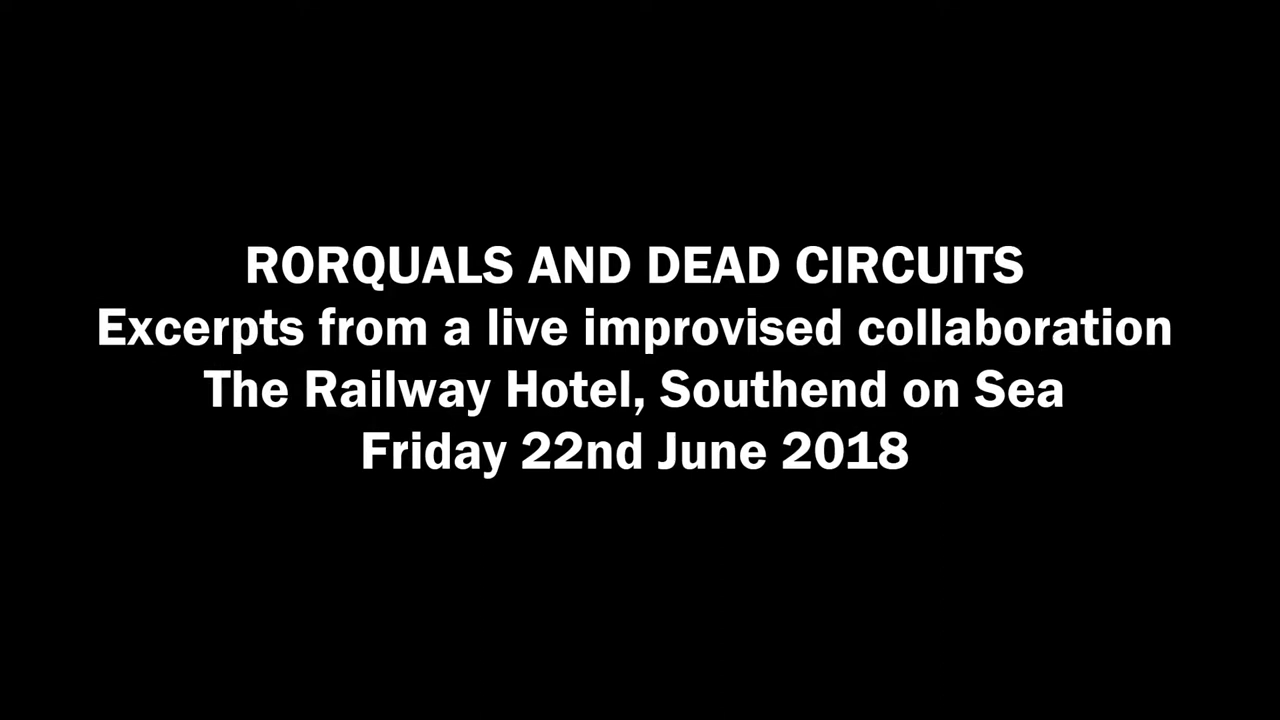 RORQUALS AND DEAD CIRCUITS
Excerpts from a live improvised collaboration
The Railway Hotel, Southend on Sea
Friday 22nd June 2018